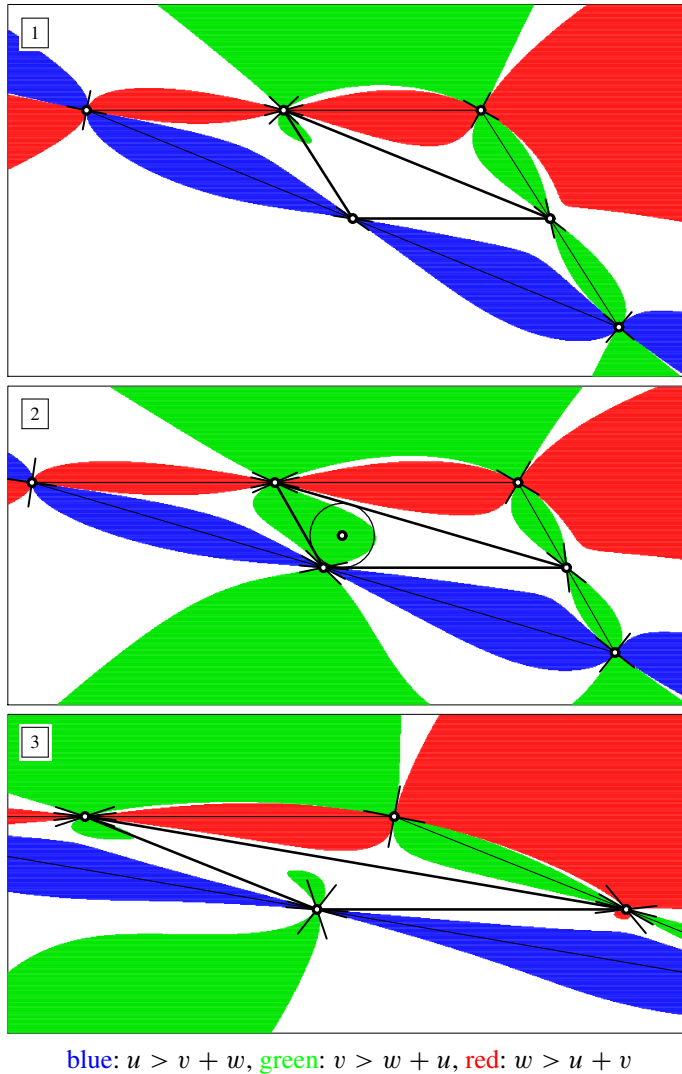 1
2
3
blue: u > v + w, green: v > w + u, red: w > u + v